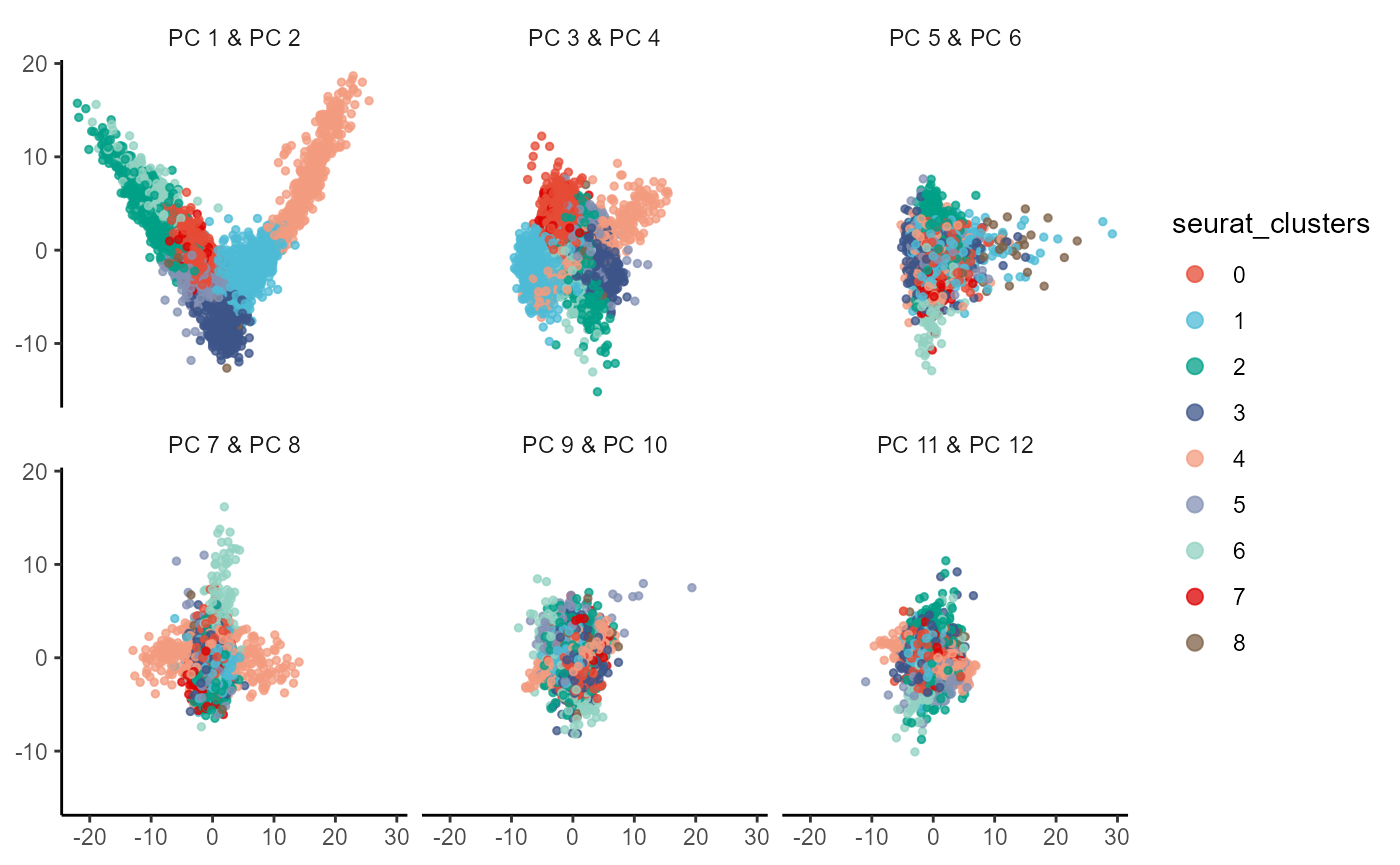 PC 1 & PC 2
PC 3 & PC 4
PC 5 & PC 6
20
10
0
-10
PC 7 & PC 8
PC 9 & PC 10
PC 11 & PC 12
20
10
0
-10
-20 -10 0 10 20 30
-20 -10 0 10 20 30
-20 -10 0 10 20 30
seurat_clusters
0
1
2
3
4
5
6
7
8